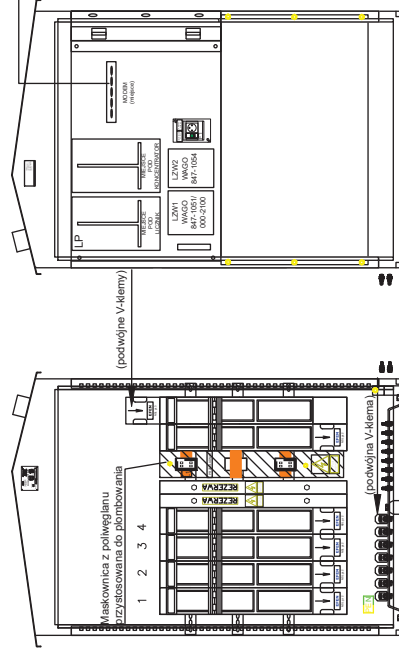 MODEM
(miejsce)
MIEJSCE
POD
KONCENTRATOR
LP
MIEJSCE
POD
LICZNIK
LZW2
WAGO
847-1054
LZW1
WAGO
847-1051/
000-2100
(podwójne V-klemy)
Maskownica z poliwęglanu
przystosowana do plombowania
1 2 3 4
REZERWA
REZERWA
(podwójna V-klema)
PEN